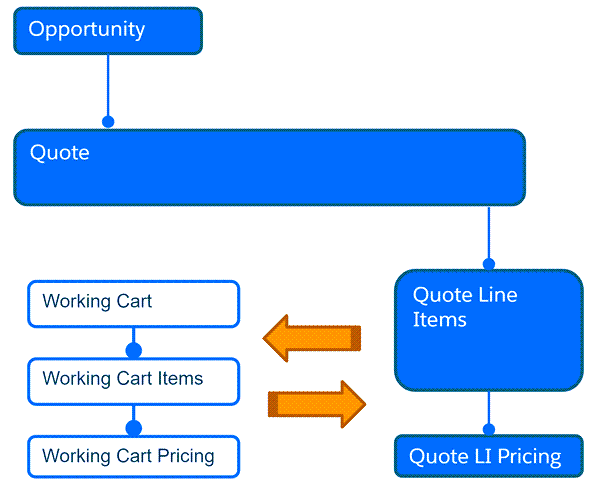 Opportunity
Quote
Working Cart
Quote Line
Items
Working Cart Items
Working Cart Pricing
Quote LI Pricing